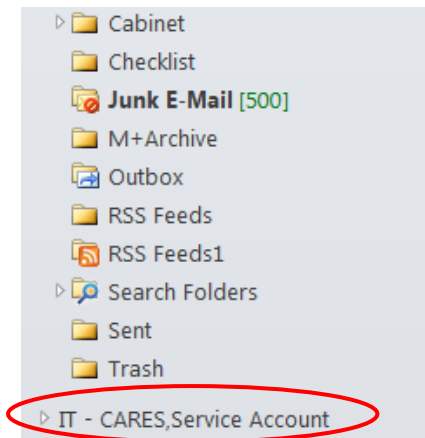 Cabinet
Checklist
Junk E-Mail [500]
M+Archive
Outbox
RSS Feeds
RSS Feeds1
Search Folders
Sent
Trash
IT - CARES,Service Account